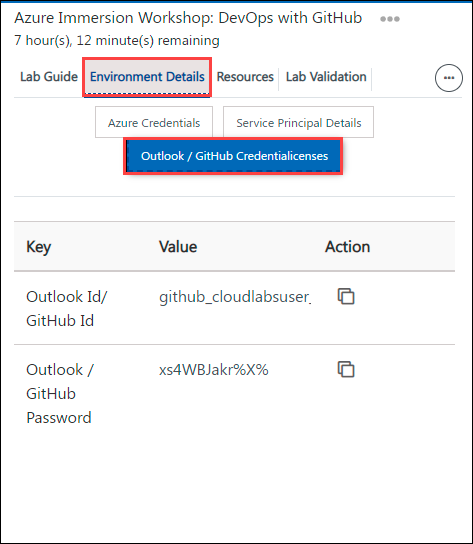 Azure Immersion Workshop: DevOps with GitHub
7 hour(s), 12 minute(s) remaining
Lab Guide Environment Details Resources Lab Validation
Azure Credentials Service Principal Details
Outlook / GitHub Credentialicenses
Key Value Action
Outlook Id/ github_cloudlabsuser_
GitHub Id
Outlook / xs4WBJakr%X%
GitHub
Password